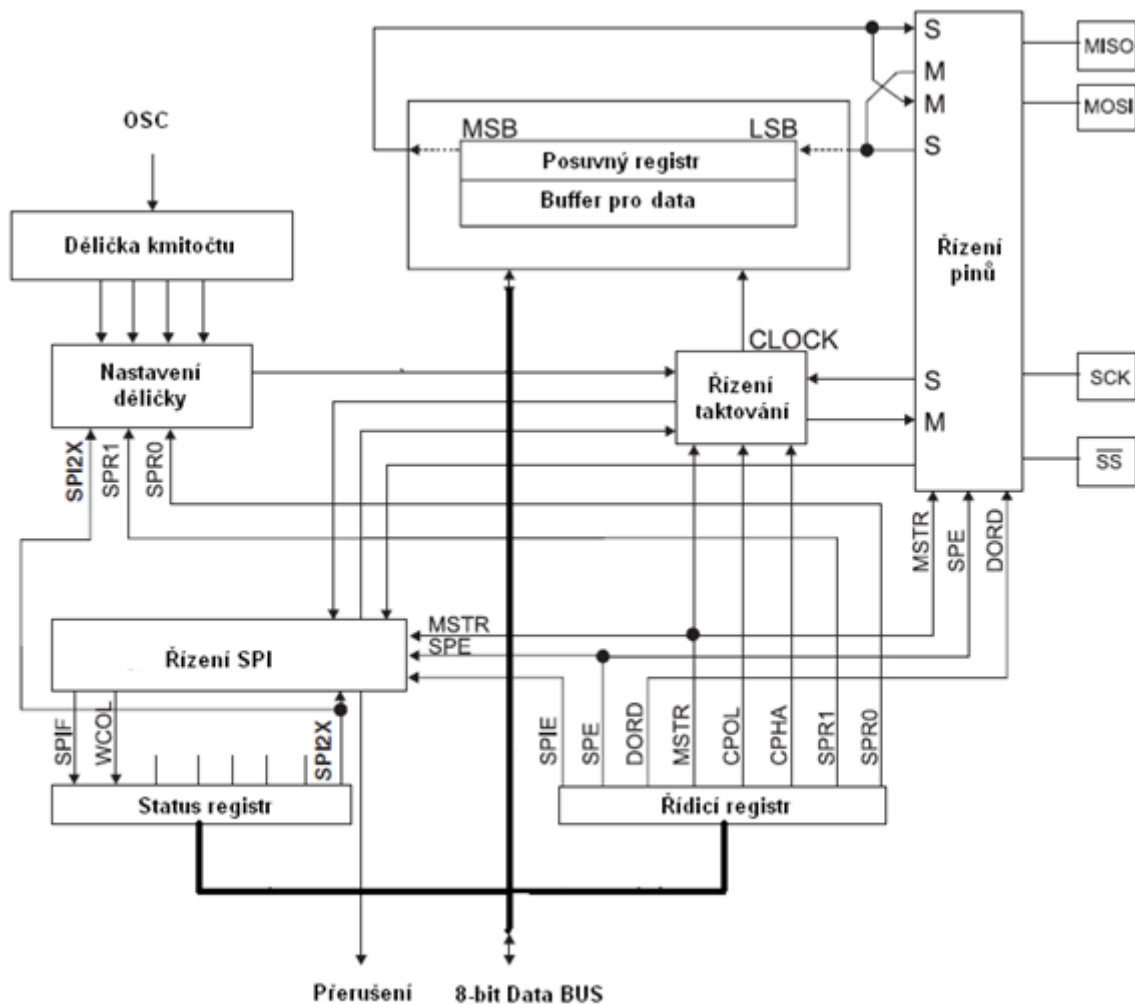 S
MISO
M
M
MOSI
OSC
MSB
LSB
S
Posuvný registr
Buffer pro data
Dělička kmitočtu
Řízení
pinů
CLOCK
Nastavení
děličky
Řízení
taktování
S
SCK
M
SPI2X
SPR1
SPR0
SS
MSTR
SPE
DORD
MSTR
SPE
Řízení SPI
SPIF
WCOL
SPI2X
SPIE
SPE
DORD
MSTR
CPOL
CPHA
SPR1
SPR0
Status registr
Řídicí registr
Přerušení
8-bit Data BUS